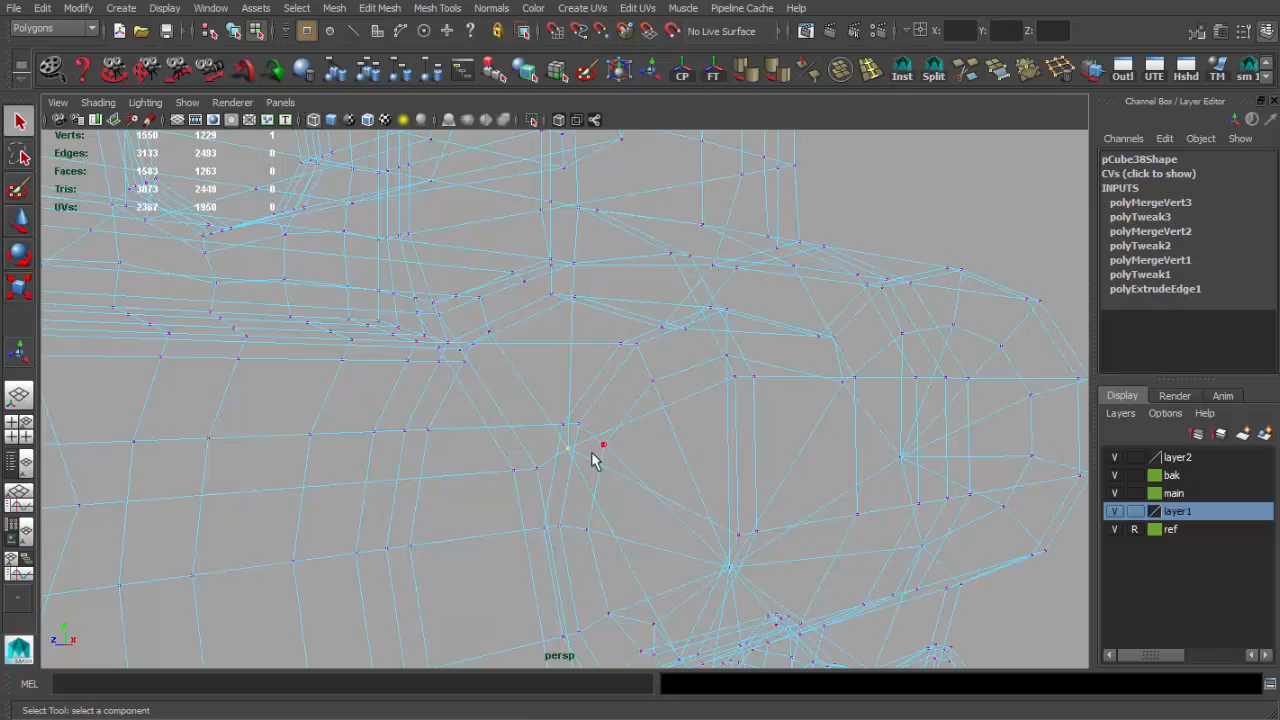 File Edit Modify Create Display Window Assets Select Mesh Edit Mesh Mesh Tools Normals Color Create UVs Edit UVs Muscle Pipeline Cache Help
Polygons No Live Surface X: Y: Z:
CP FT Inst Split Outl UTE Hshd TM sm 1
View Shading Lighting Show Renderer Panels
Channel Box / Layer Editor
Verts: 1550 1229 1
Edges: 3133 2493 0
Faces: 1583 1263 0
Tris: 3073 2449 0
UVs: 2367 1950 0
Channels Edit Object Show
pCube38Shape
CVs (click to show)
INPUTS
polyMergeVert3
polyTweak3
polyMergeVert2
polyTweak2
polyMergeVert1
polyTweak1
polyExtrudeEdge1
Display Render Anim
Layers Options Help
V layer2
V bak
V main
V layer1
V R ref
z x
persp
MAYA
MEL
Select Tool: select a component